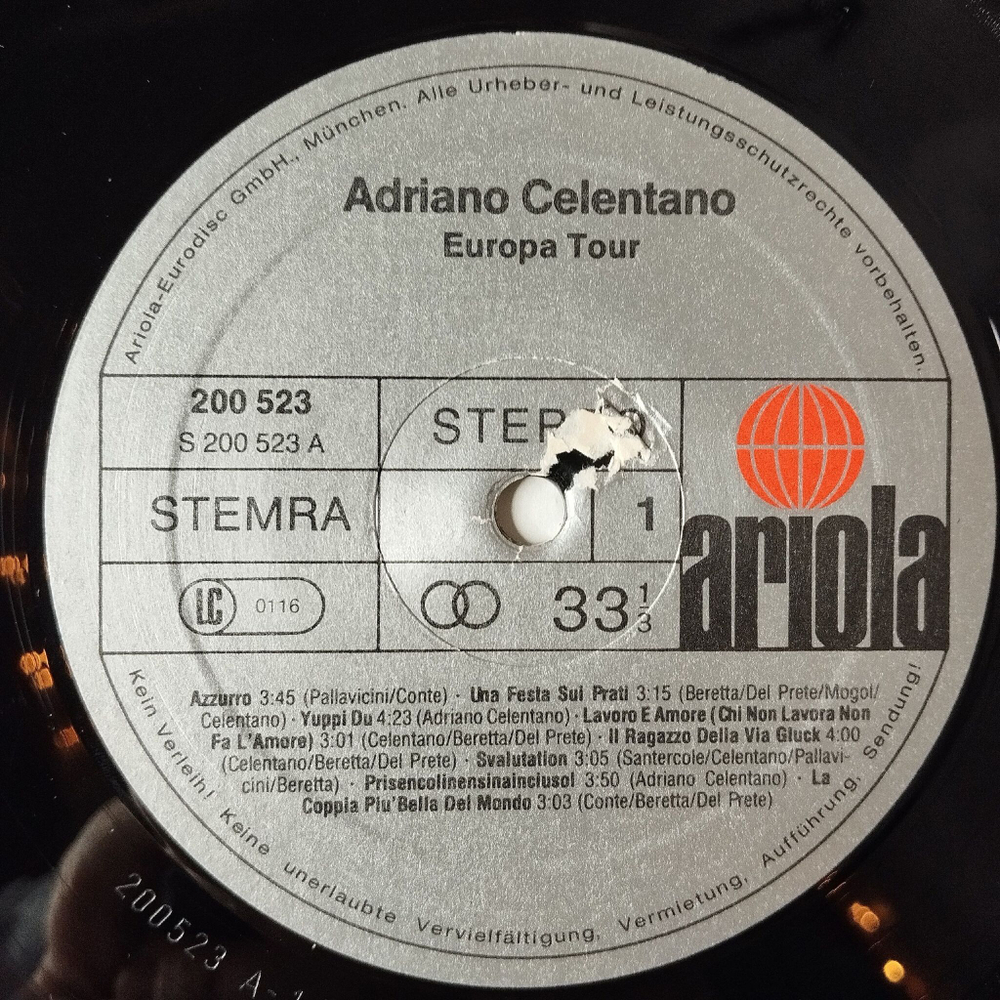 Ariola-Eurodisc GmbH., München. Alle Urheber- und Leistungsschutzrechte vorbehalten.
Adriano Celentano
Europa Tour
200 523
S 200 523 A
STEREO
STEMRA
1
LC 0116
33 1/3
ariola
Azzurro 3:45 (Pallavicini/Conte) · Una Festa Sui Prati 3:15 (Beretta/Del Prete/Mogol/
Celentano) · Yuppi Du 4:23 (Adriano Celentano) · Lavoro E Amore (Chi Non Lavora Non
Fa L'Amore) 3:01 (Celentano/Beretta/Del Prete) · Il Ragazzo Della Via Gluck 4:00
(Celentano/Beretta/Del Prete) · Svalutation 3:05 (Santercole/Celentano/Pallavi-
cini/Beretta) · Prisencolinensinainciusol 3:50 (Adriano Celentano) · La
Coppia Piu'Bella Del Mondo 3:03 (Conte/Beretta/Del Prete)
Kein Verleih! Keine unerlaubte Vervielfältigung, Vermietung, Aufführung, Sendung!
200523 A-1